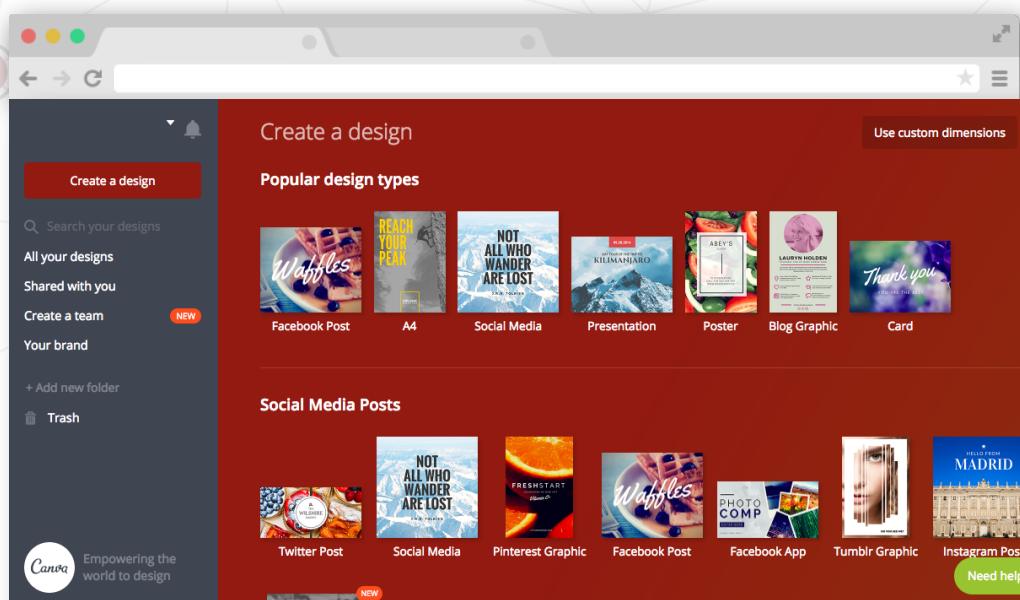 Create a design
Search your designs
All your designs
Shared with you
Create a team
NEW
Your brand
+ Add new folder
Trash
Canva
Empowering the
world to design
Create a design
Use custom dimensions
Popular design types
Waffles
REACH
YOUR
PEAK
NOT
ALL WHO
WANDER
ARE LOST
KILIMANJARO
ABEY'S
LAURYN HOLDEN
Thank you
Facebook Post
A4
Social Media
Presentation
Poster
Blog Graphic
Card
Social Media Posts
WILSHIRE
NOT
ALL WHO
WANDER
ARE LOST
FRESHSTART
Waffles
PHOTO
COMP
HELLO FROM
MADRID
Twitter Post
Social Media
Pinterest Graphic
Facebook Post
Facebook App
Tumblr Graphic
Instagram Pos
Need help
NEW